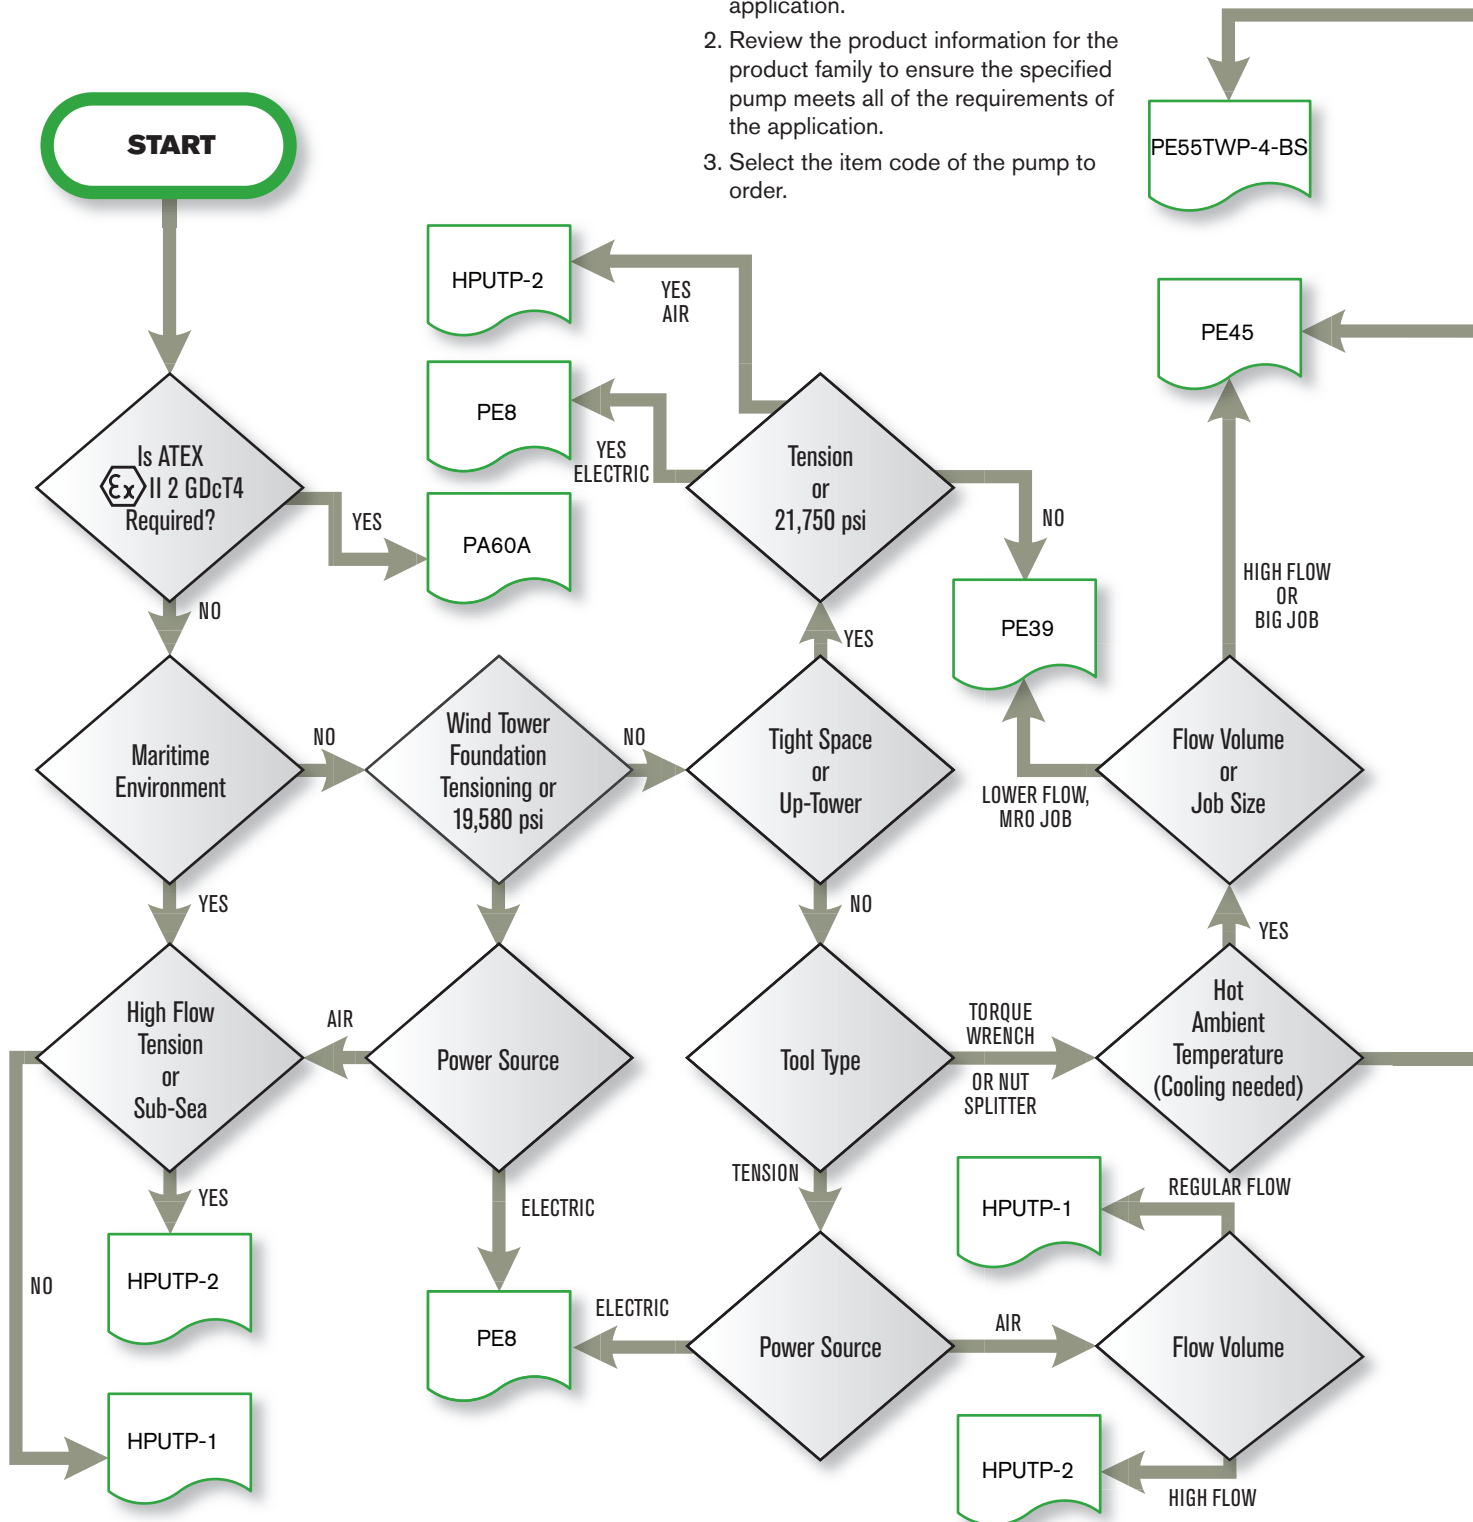 application.
2. Review the product information for the
product family to ensure the specified
pump meets all of the requirements of
the application.
3. Select the item code of the pump to
order.
START
PE55TWP-4-BS
HPUTP-2
YES
AIR
PE45
PE8
YES
ELECTRIC
Is ATEX
Ex II 2 GDcT4
Required?
YES
PA60A
Tension
or
21,750 psi
NO
NO
PE39
HIGH FLOW
OR
BIG JOB
YES
Maritime
Environment
NO
Wind Tower
Foundation
Tensioning or
19,580 psi
NO
Tight Space
or
Up-Tower
LOWER FLOW,
MRO JOB
Flow Volume
or
Job Size
YES
NO
YES
High Flow
Tension
or
Sub-Sea
AIR
Power Source
Tool Type
TORQUE
WRENCH
OR NUT
SPLITTER
Hot
Ambient
Temperature
(Cooling needed)
YES
ELECTRIC
TENSION
HPUTP-1
REGULAR FLOW
NO
HPUTP-2
PE8
ELECTRIC
Power Source
AIR
Flow Volume
HPUTP-1
HPUTP-2
HIGH FLOW